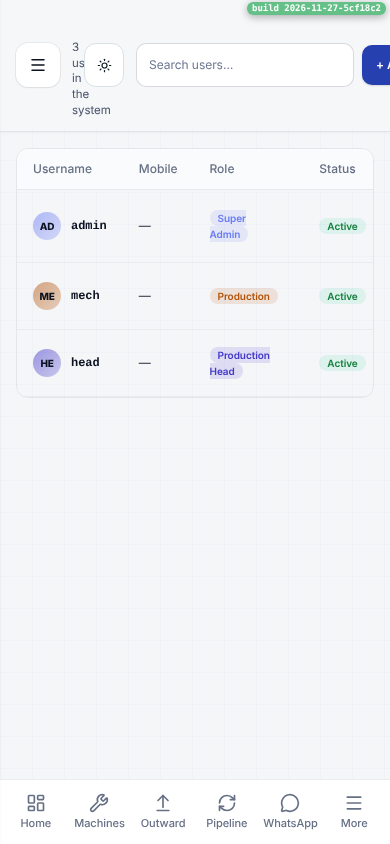 build 2026-11-27-5cf18c2
3
us
in
the
system
Search users...
+ A
Username Mobile Role Status
AD admin — Super Admin Active
ME mech — Production Active
HE head — Production Head Active
Home Machines Outward Pipeline WhatsApp More